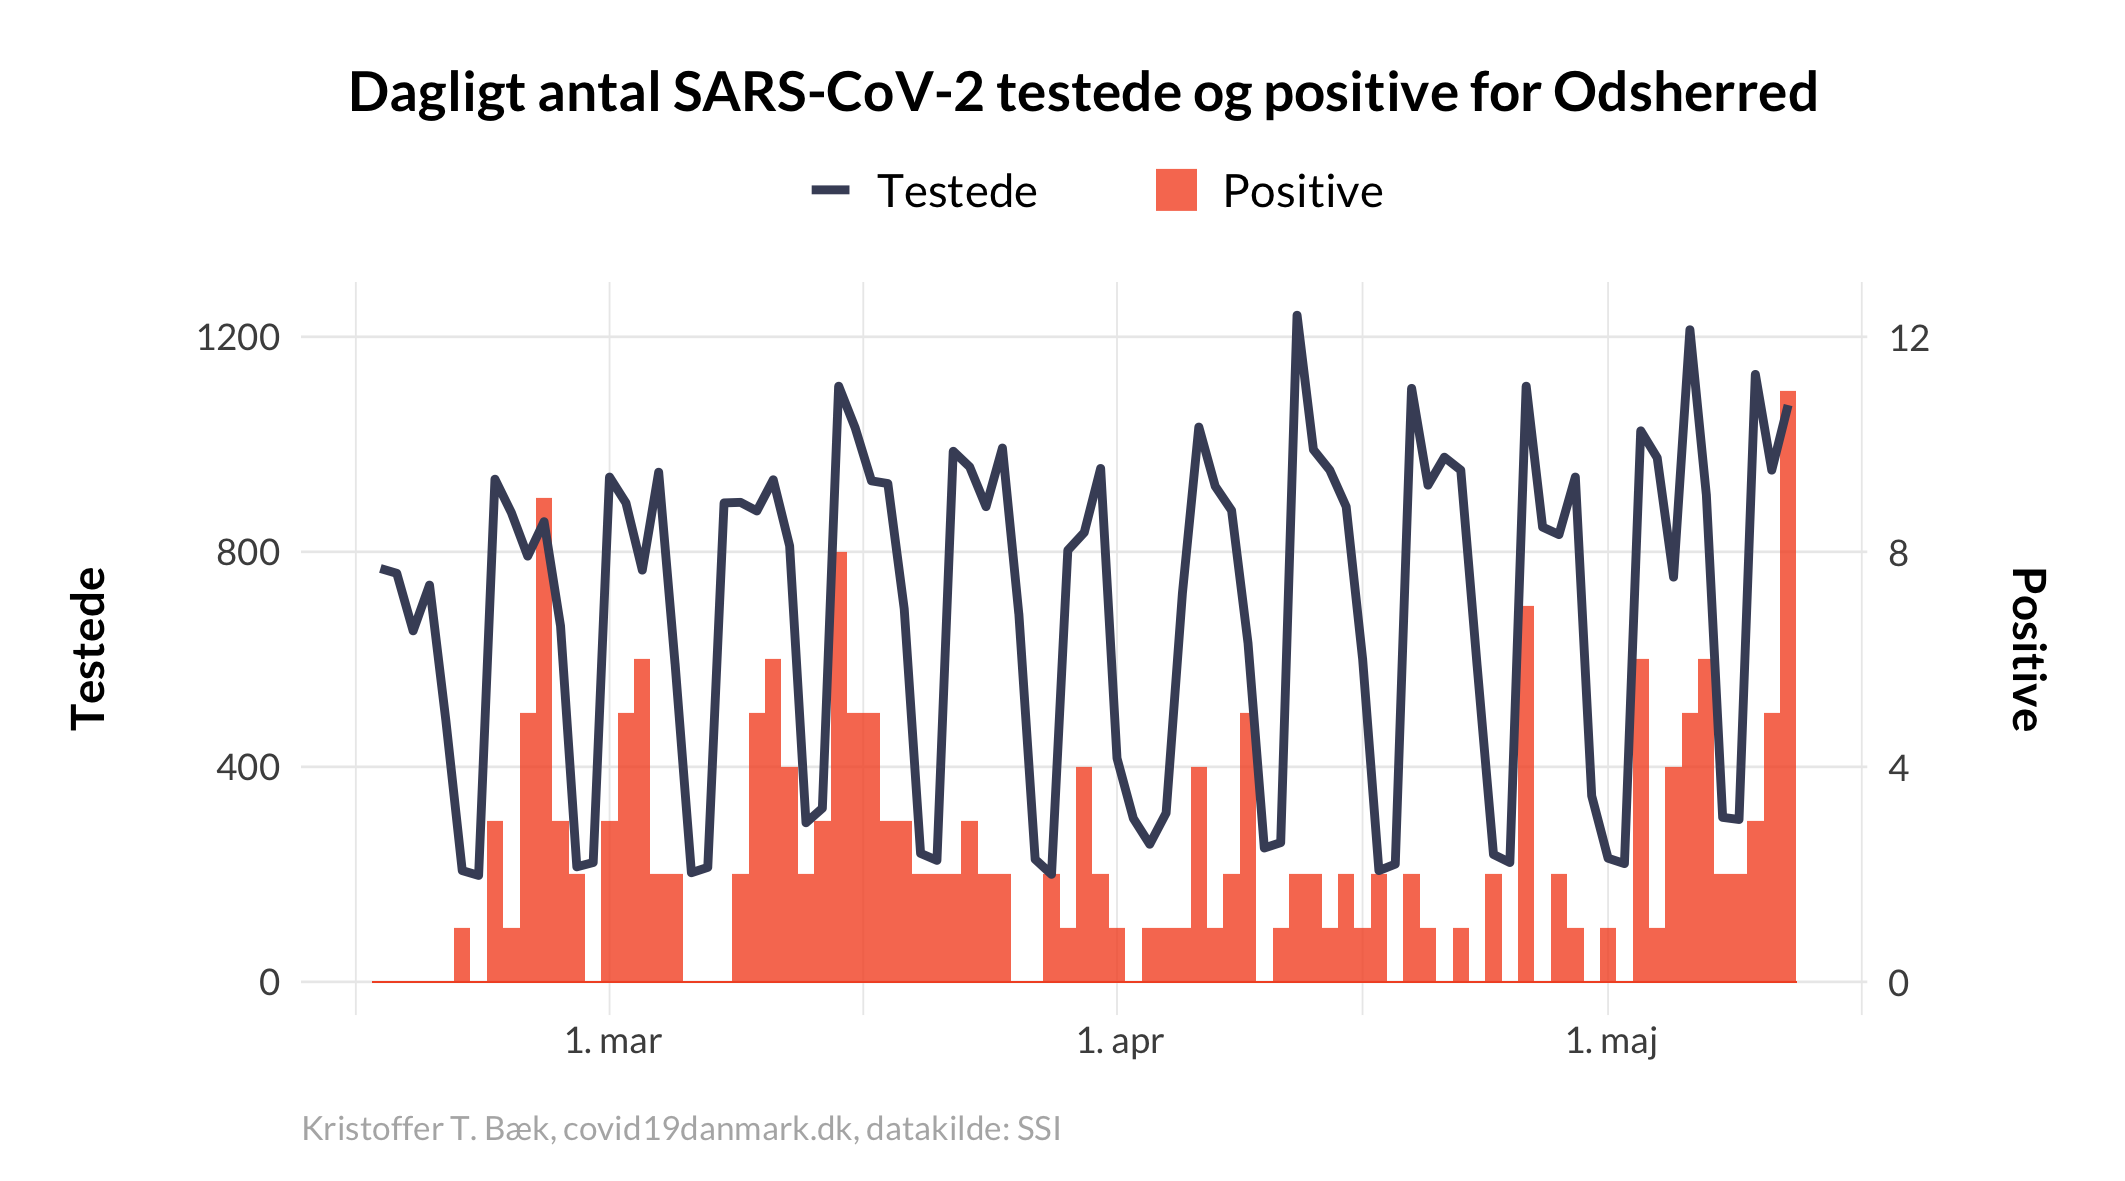 Dagligt antal SARS-CoV-2 testede og positive for Odsherred
Testede
Positive
1200
800
400
0
12
8
4
0
Testede
Positive
1. mar
1. apr
1. maj
Kristoffer T. Bæk, covid19danmark.dk, datakilde: SSI